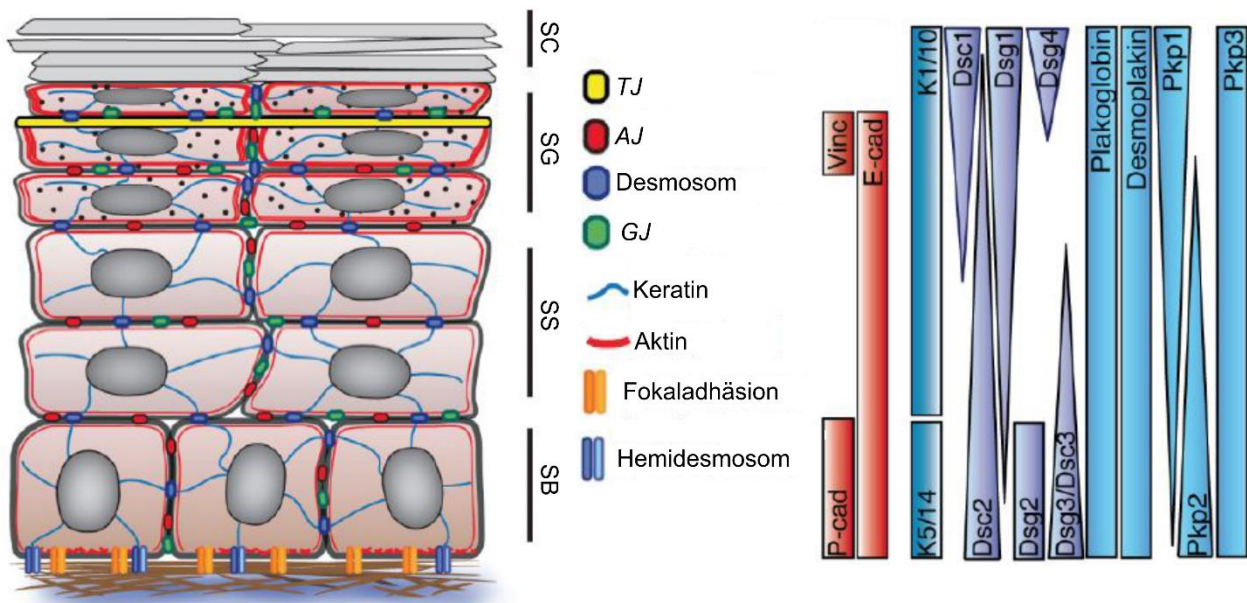 SC
SG
SS
SB
TJ
AJ
Desmosom
GJ
Keratin
Aktin
Fokaladhäsion
Hemidesmosom
Vinc
P-cad
E-cad
K1/10
K5/14
Dsc1
Dsc2
Dsg1
Dsg2
Dsg4
Dsg3/Dsc3
Plakoglobin
Desmoplakin
Pkp1
Pkp2
Pkp3